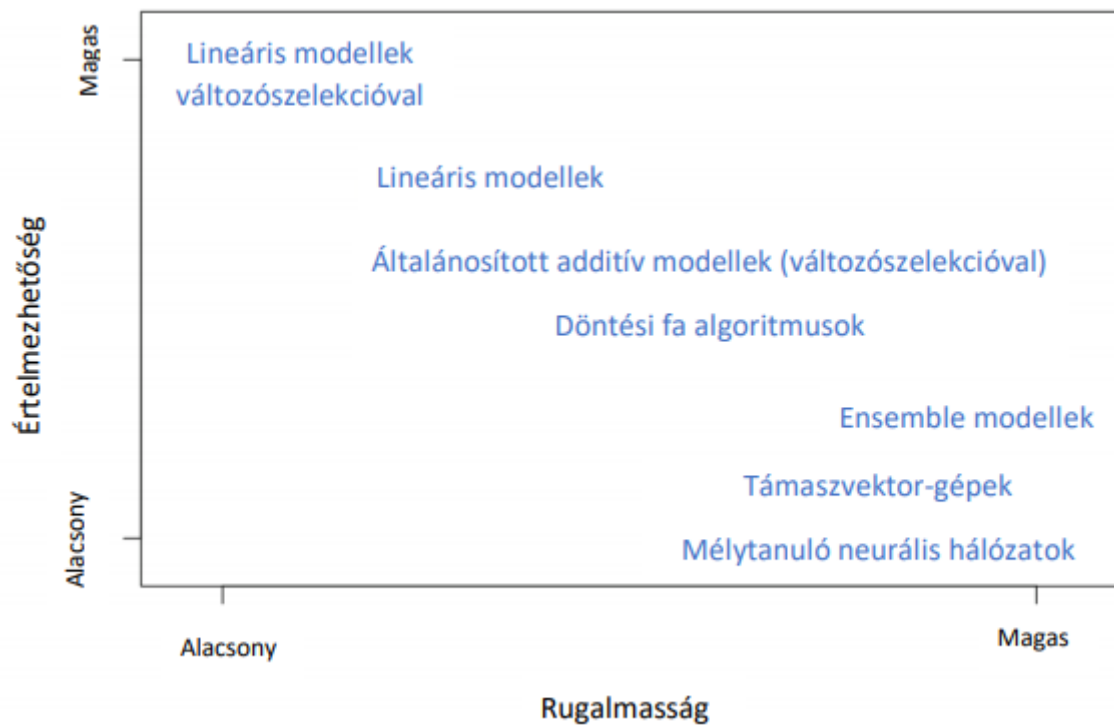 Magas
Lineáris modellek
változószelekcióval
Lineáris modellek
Értelmezhetőség
Általánosított additív modellek (változószelekcióval)
Döntési fa algoritmusok
Ensemble modellek
Támaszvektor-gépek
Alacsony
Mélytanuló neurális hálózatok
Alacsony
Magas
Rugalmasság